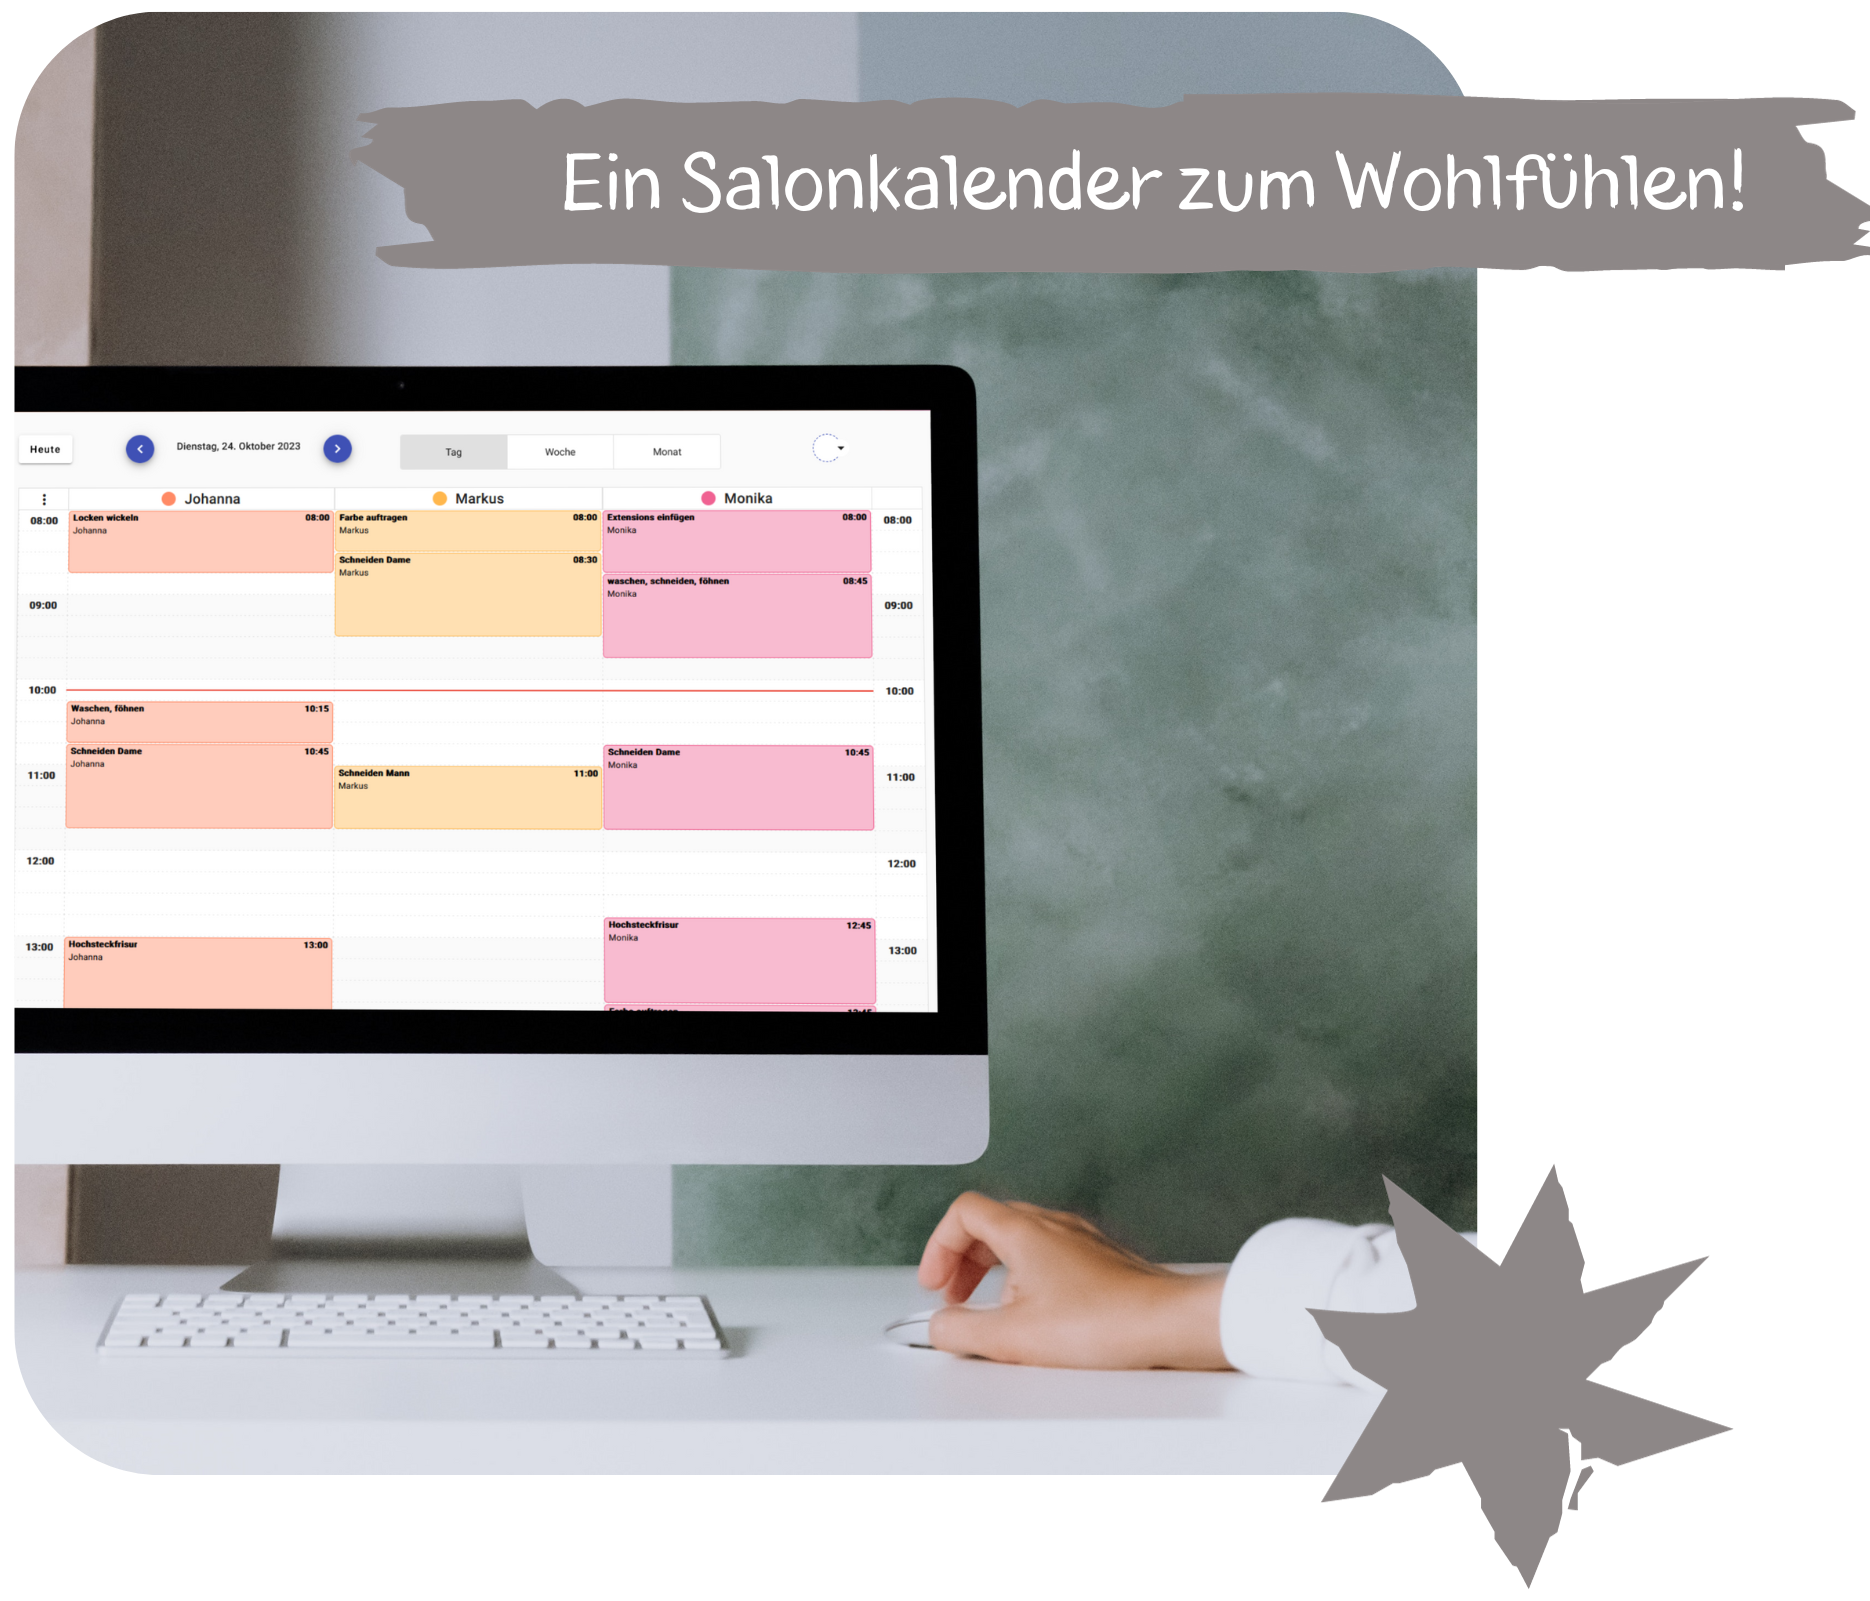 Ein Salonkalender zum Wohlfühlen!
Heute
Dienstag, 24. Oktober 2023
Tag Woche Monat
Johanna Markus Monika
08:00 Locken wickeln 08:00 Farbe auftragen 08:00 Extensions einfügen 08:00 08:00
Johanna Markus Monika
Schneiden Dame 08:30
Markus
waschen, schneiden, föhnen 08:45
Monika
09:00 09:00
10:00 10:00
Waschen, föhnen 10:15
Johanna
Schneiden Dame 10:45 Schneiden Dame 10:45
Johanna Monika
11:00 Schneiden Mann 11:00 11:00
Markus
12:00 12:00
Hochsteckfrisur 12:45
Monika
13:00 Hochsteckfrisur 13:00 13:00
Johanna